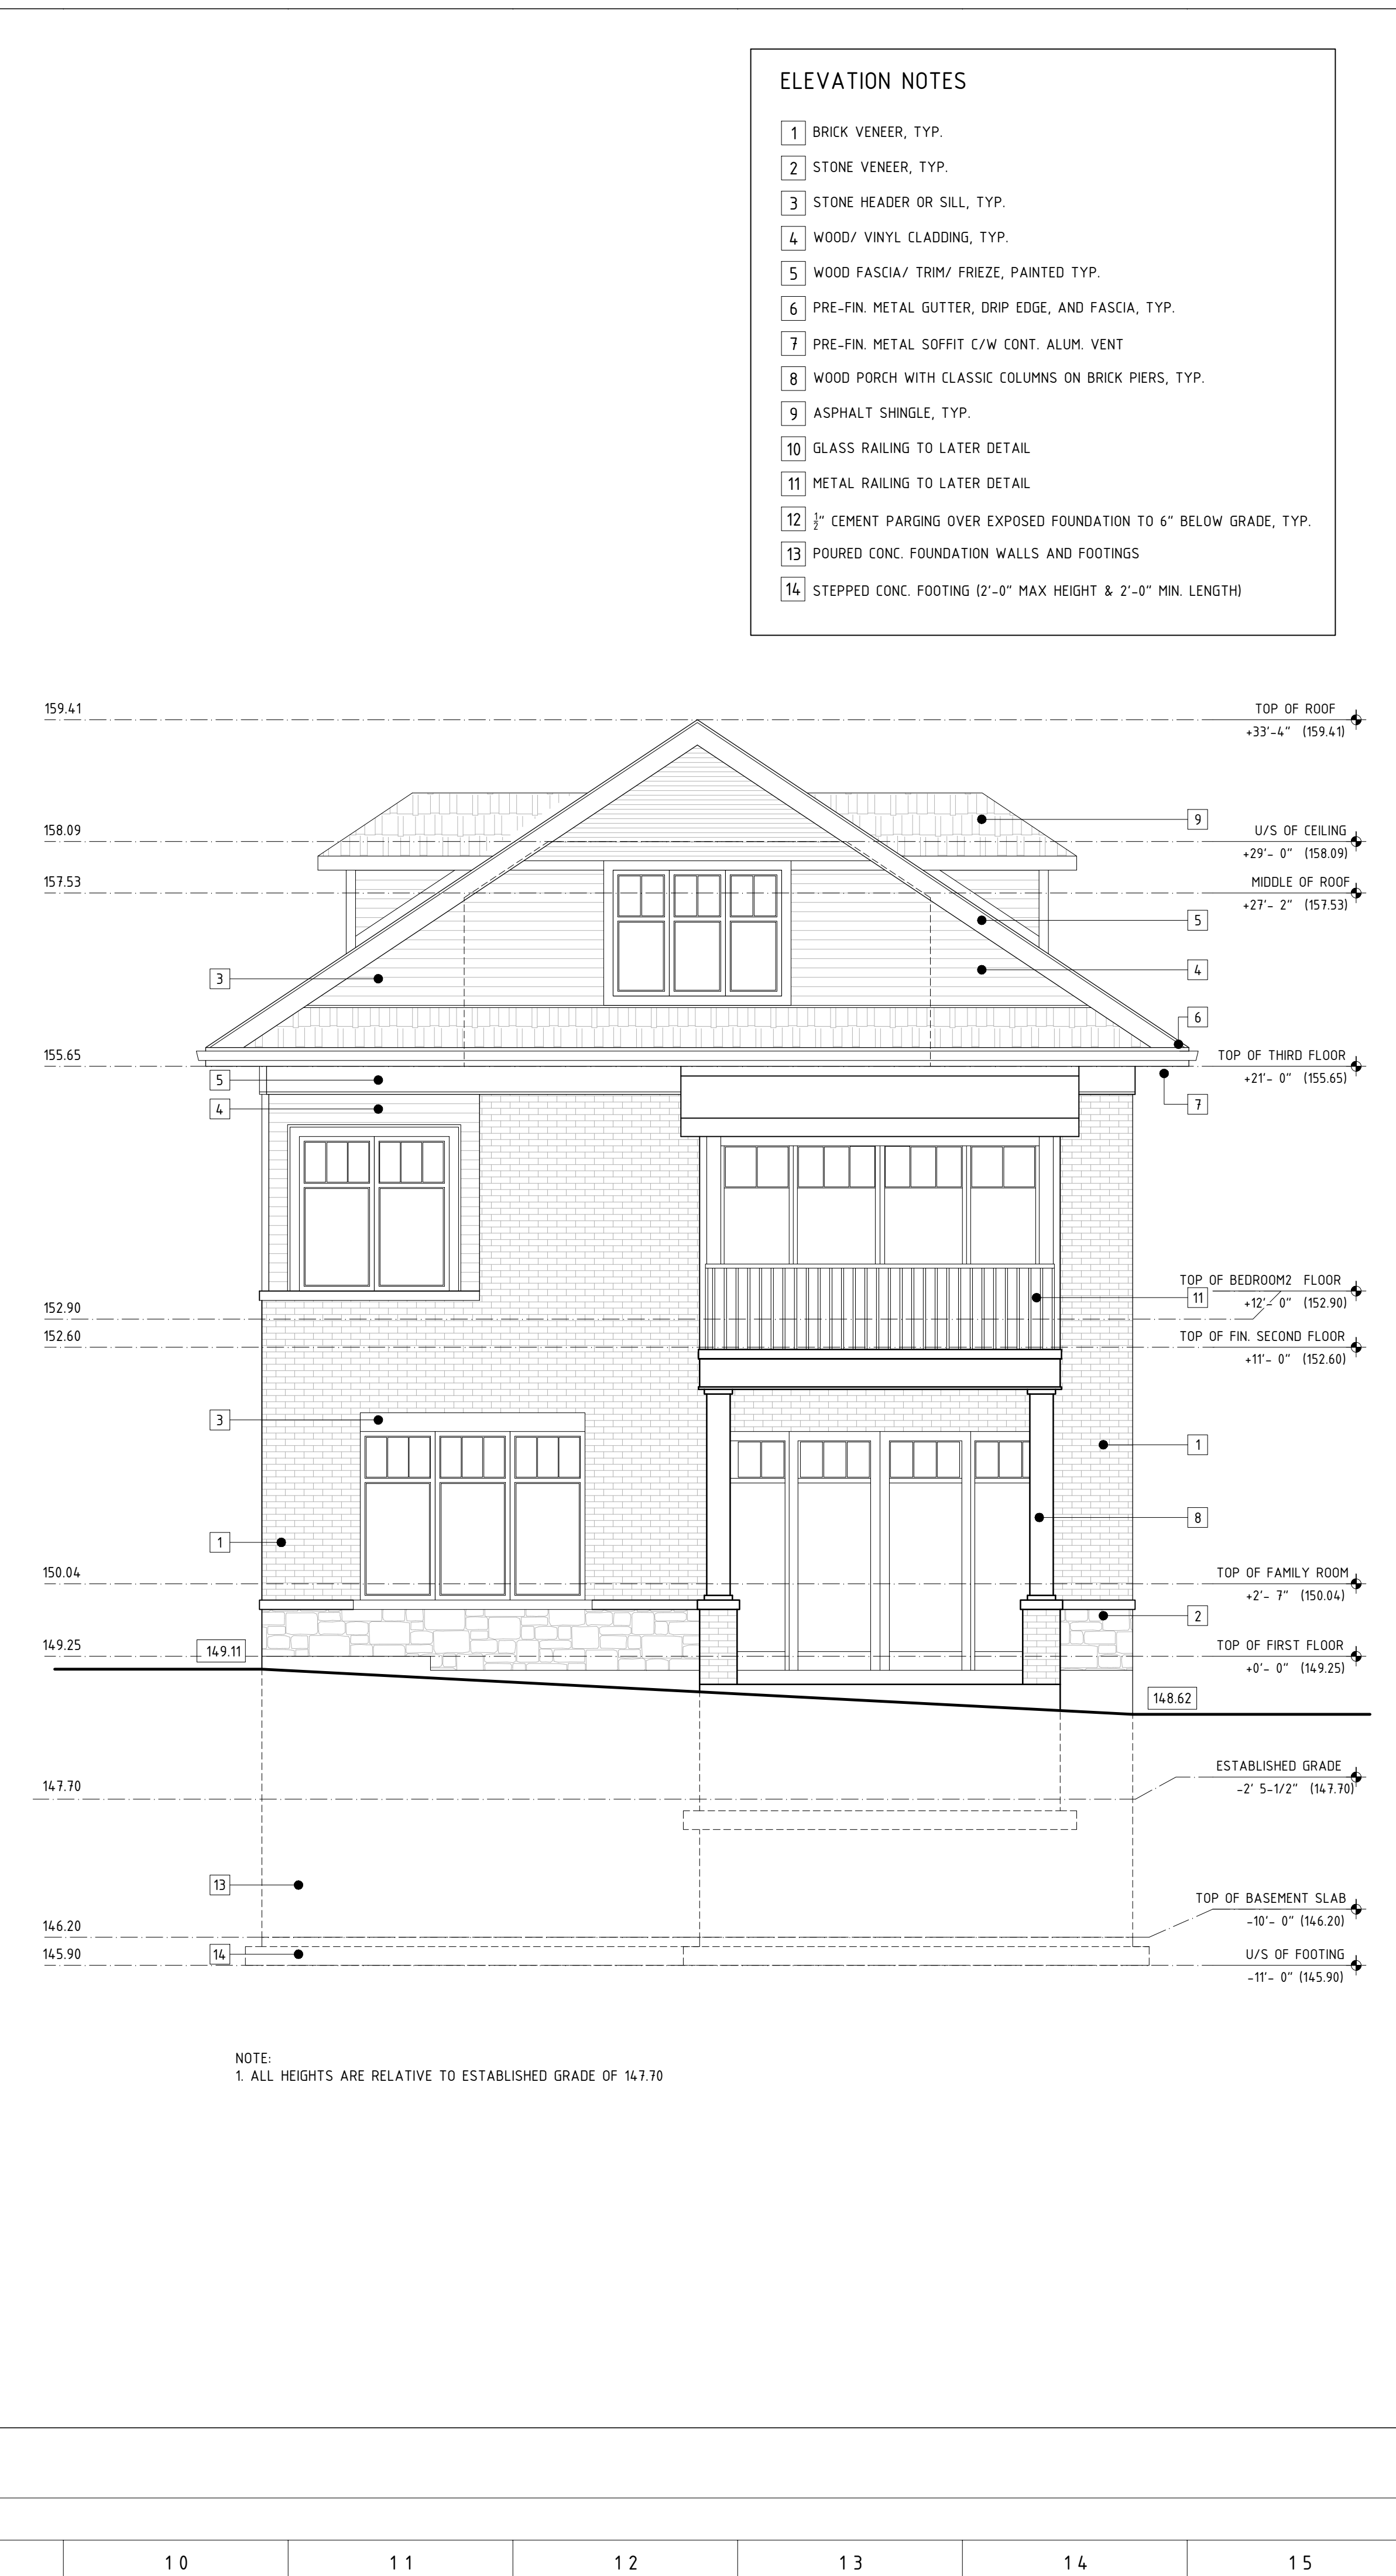 ELEVATION NOTES
1 BRICK VENEER, TYP.
2 STONE VENEER, TYP.
3 STONE HEADER OR SILL, TYP.
4 WOOD/ VINYL CLADDING, TYP.
5 WOOD FASCIA/ TRIM/ FRIEZE, PAINTED TYP.
6 PRE-FIN. METAL GUTTER, DRIP EDGE, AND FASCIA, TYP.
7 PRE-FIN. METAL SOFFIT C/W CONT. ALUM. VENT
8 WOOD PORCH WITH CLASSIC COLUMNS ON BRICK PIERS, TYP.
9 ASPHALT SHINGLE, TYP.
10 GLASS RAILING TO LATER DETAIL
11 METAL RAILING TO LATER DETAIL
12 ½" CEMENT PARGING OVER EXPOSED FOUNDATION TO 6" BELOW GRADE, TYP.
13 POURED CONC. FOUNDATION WALLS AND FOOTINGS
14 STEPPED CONC. FOOTING (2'-0" MAX HEIGHT & 2'-0" MIN. LENGTH)
159.41
TOP OF ROOF
+33'-4" (159.41)
9
158.09
U/S OF CEILING
+29'- 0" (158.09)
157.53
MIDDLE OF ROOF
+27'- 2" (157.53)
5
4
3
6
155.65
TOP OF THIRD FLOOR
+21'- 0" (155.65)
5
4
7
TOP OF BEDROOM2 FLOOR
11
+12'- 0" (152.90)
152.90
152.60
TOP OF FIN. SECOND FLOOR
+11'- 0" (152.60)
3
1
8
1
150.04
TOP OF FAMILY ROOM
+2'- 7" (150.04)
2
149.25
149.11
TOP OF FIRST FLOOR
+0'- 0" (149.25)
148.62
ESTABLISHED GRADE
147.70
-2' 5-1/2" (147.70)
13
TOP OF BASEMENT SLAB
-10'- 0" (146.20)
146.20
145.90
14
U/S OF FOOTING
-11'- 0" (145.90)
NOTE:
1. ALL HEIGHTS ARE RELATIVE TO ESTABLISHED GRADE OF 147.70
10 11 12 13 14 15